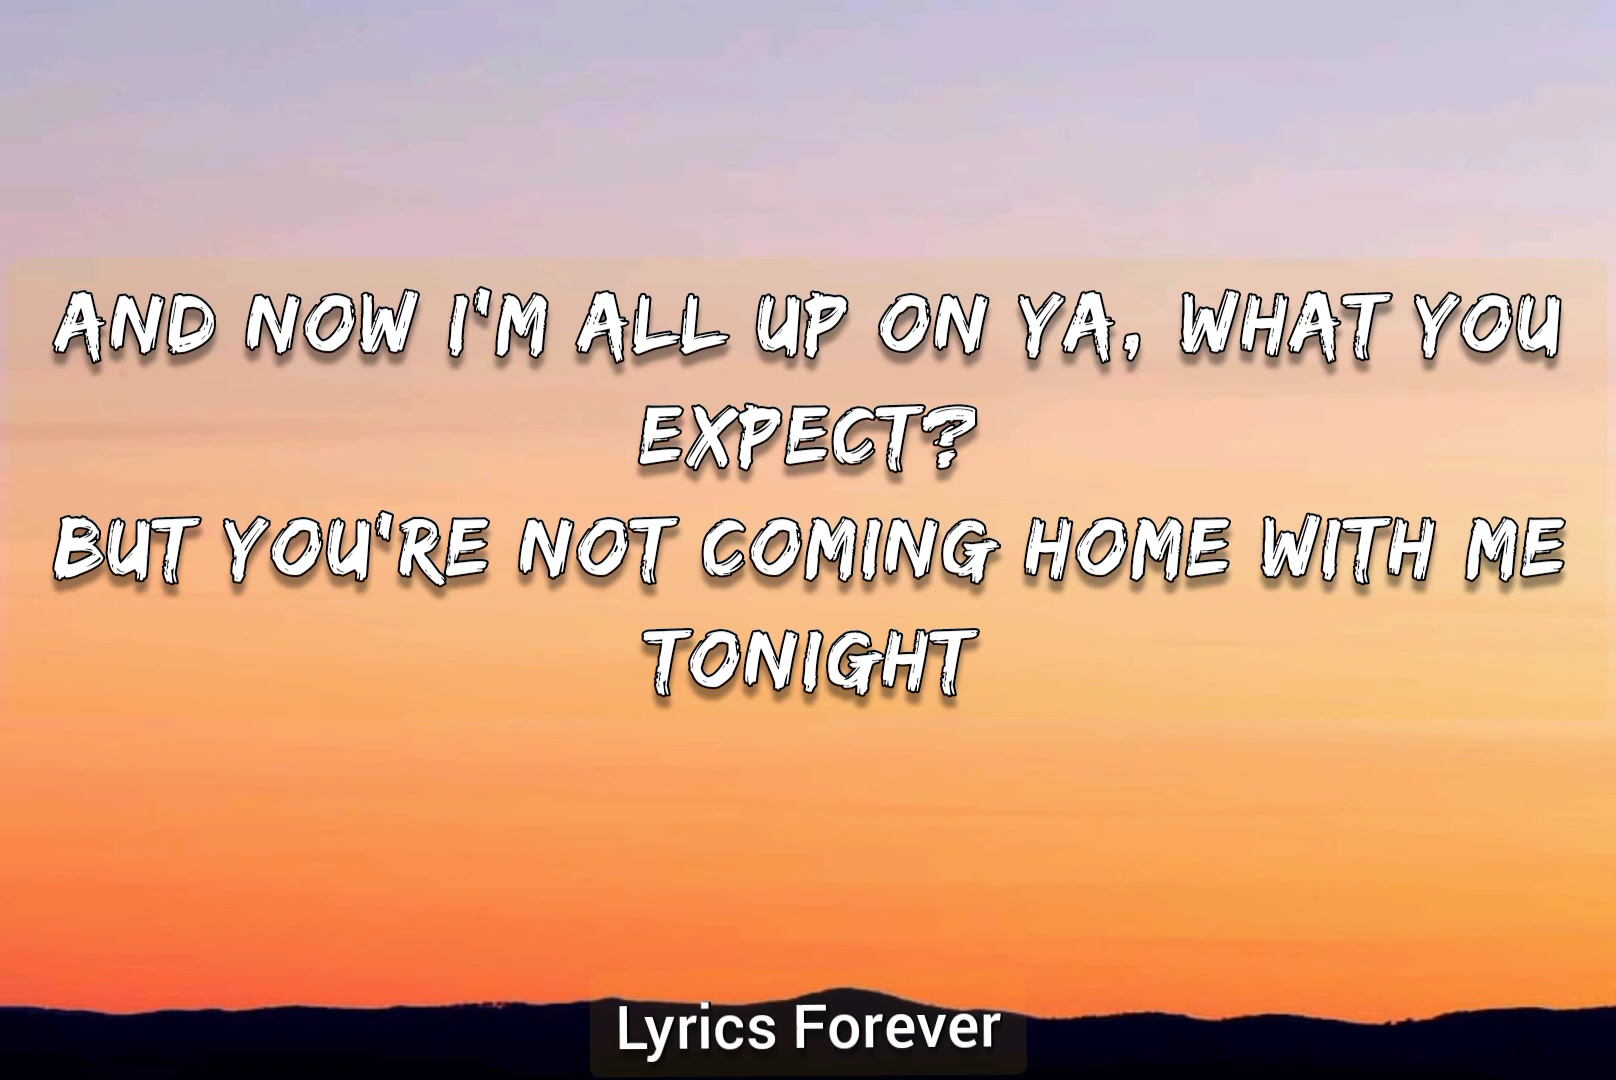 AND NOW I'M ALL UP ON YA, WHAT YOU
EXPECT?
BUT YOU'RE NOT COMING HOME WITH ME
TONIGHT
Lyrics Forever